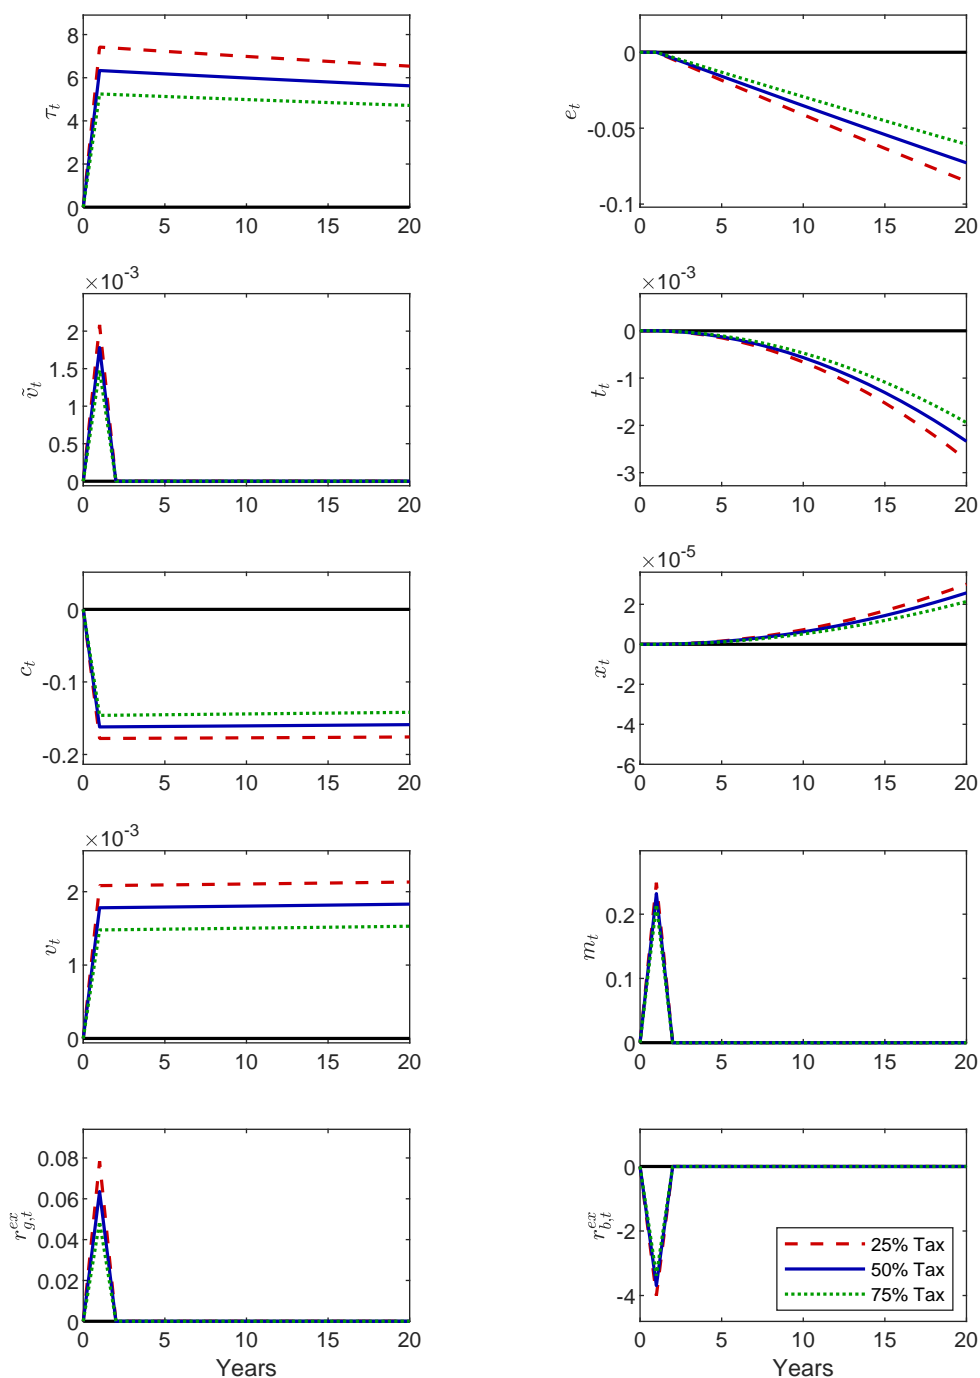 τ_t
8
6
4
2
0
0 5 10 15 20
e_t
0
-0.05
-0.1
0 5 10 15 20
×10^-3
ṽ_t
2
1.5
1
0.5
0
0 5 10 15 20
×10^-3
t_t
0
-1
-2
-3
0 5 10 15 20
c_t
0
-0.1
-0.2
0 5 10 15 20
×10^-5
x_t
2
0
-2
-4
-6
0 5 10 15 20
×10^-3
v_t
2
1
0
0 5 10 15 20
m_t
0.2
0.1
0
0 5 10 15 20
r^{ex}_{g,t}
0.08
0.06
0.04
0.02
0
0 5 10 15 20
Years
r^{ex}_{b,t}
0
-2
-4
25% Tax
50% Tax
75% Tax
0 5 10 15 20
Years